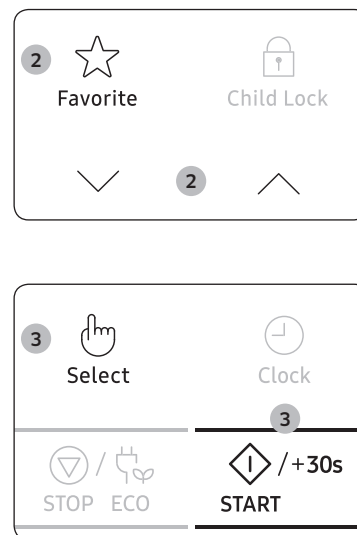 2
Favorite Child Lock
2
3
Select Clock
3
/ / +30s
STOP ECO START